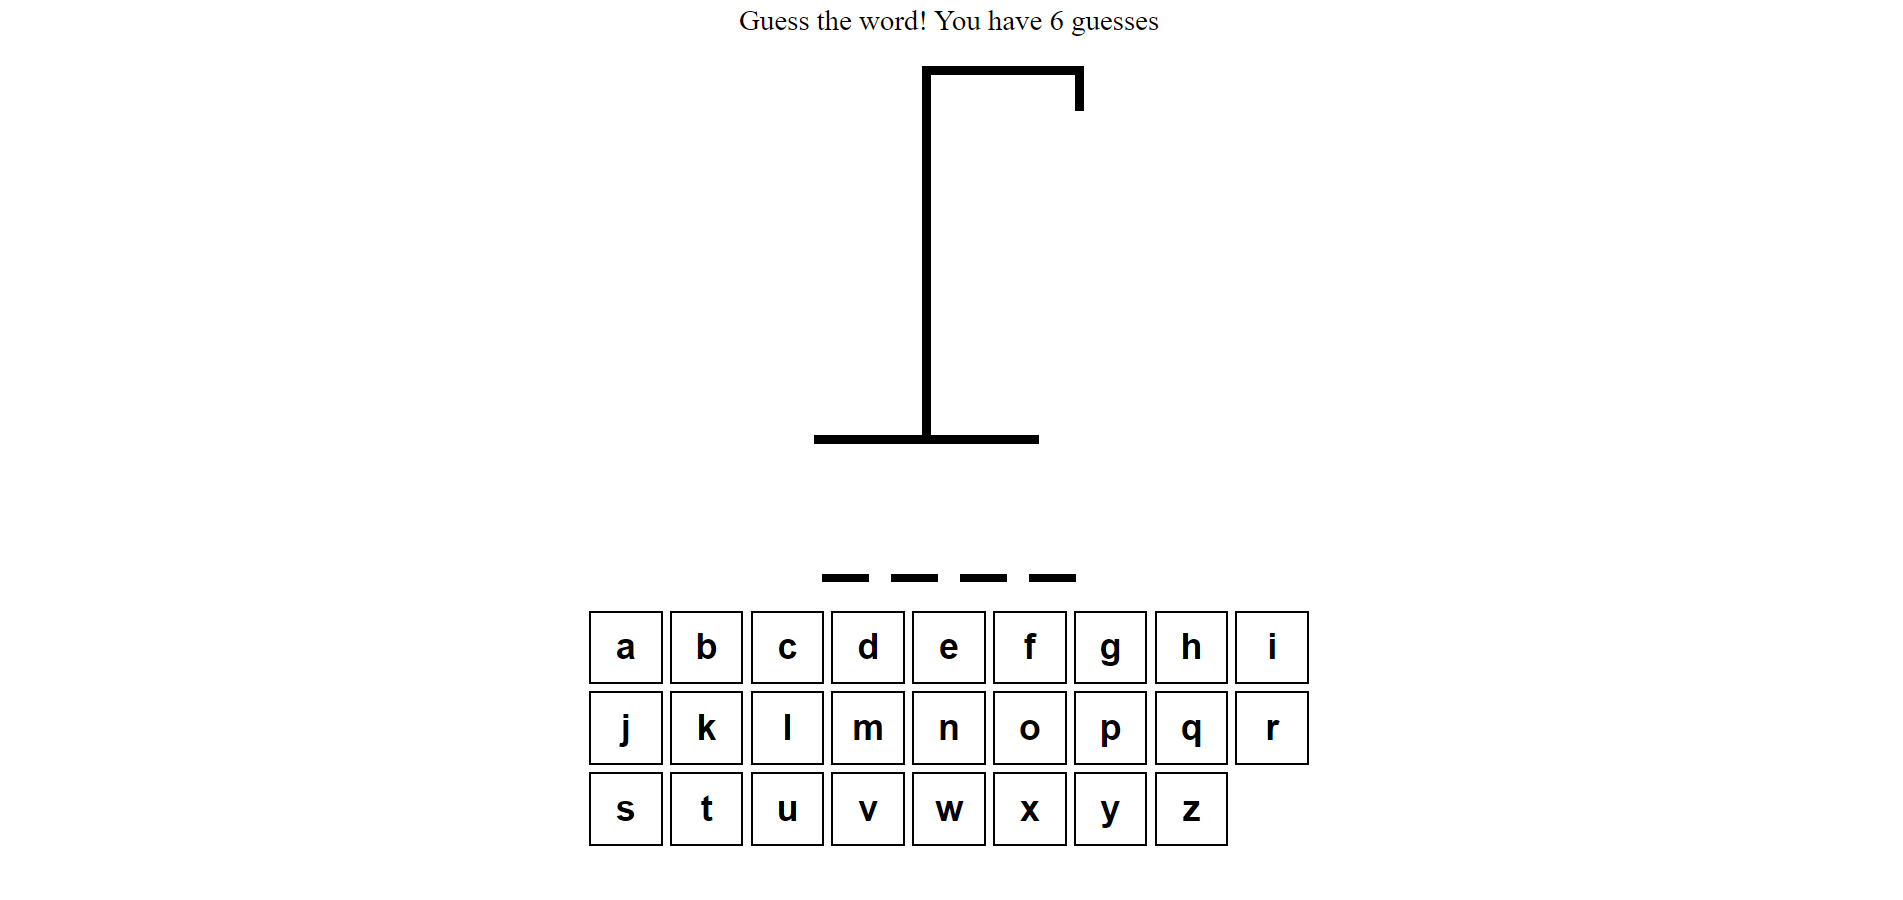 Guess the word! You have 6 guesses
a b c d e f g h i
j k l m n o p q r
s t u v w x y z